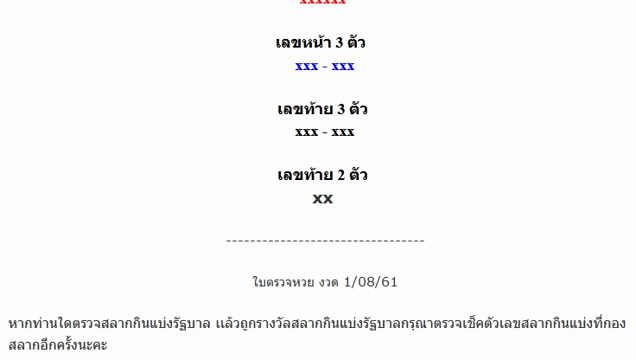 xxxxxx
เลขหน้า 3 ตัว
xxx - xxx
เลขท้าย 3 ตัว
xxx - xxx
เลขท้าย 2 ตัว
xx
---------------------------------
ใบตรวจหวย งวด 1/08/61
หากท่านใดตรวจสลากกินแบ่งรัฐบาล แล้วถูกรางวัลสลากกินแบ่งรัฐบาลกรุณาตรวจเช็คตัวเลขสลากกินแบ่งที่กอง
สลากอีกครั้งนะคะ